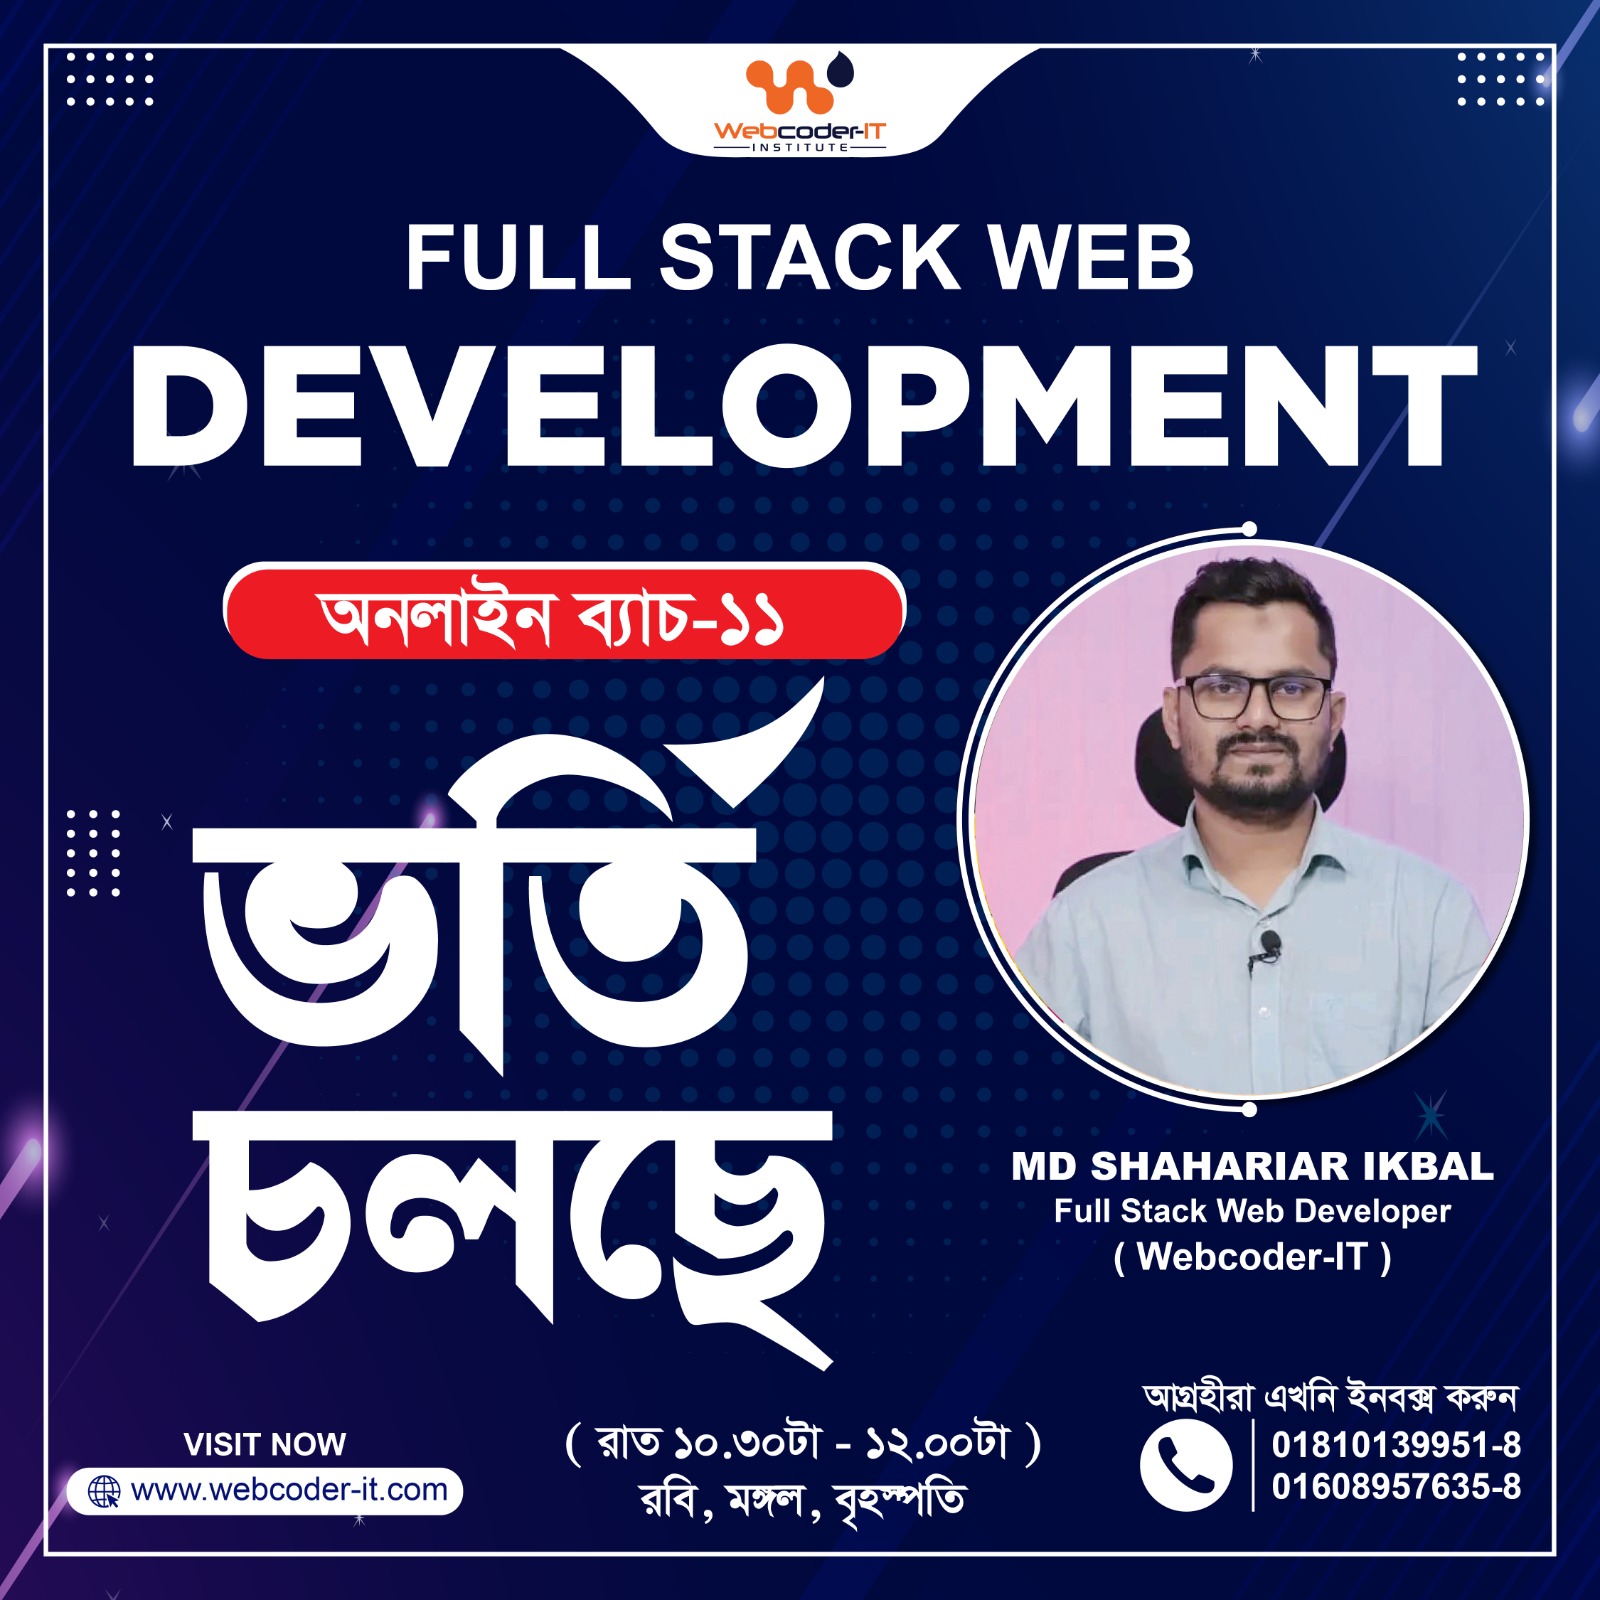 Webcoder-IT
INSTITUTE
FULL STACK WEB
DEVELOPMENT
অনলাইন ব্যাচ-১১
ভর্তি
চলছে
MD SHAHARIAR IKBAL
Full Stack Web Developer
( Webcoder-IT )
VISIT NOW
www.webcoder-it.com
( রাত ১০.৩০টা - ১২.০০টা )
রবি, মঙ্গল, বৃহস্পতি
আগ্রহীরা এখনি ইনবক্স করুন
01810139951-8
01608957635-8